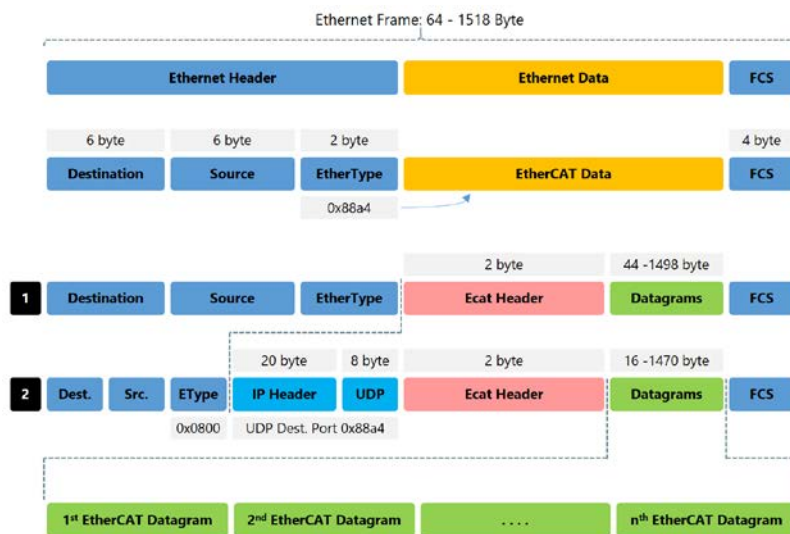 Ethernet Frame: 64 - 1518 Byte
Ethernet Header Ethernet Data FCS
6 byte 6 byte 2 byte 4 byte
Destination Source EtherType EtherCAT Data FCS
0x88a4
2 byte 44 -1498 byte
1 Destination Source EtherType Ecat Header Datagrams FCS
20 byte 8 byte 2 byte 16 -1470 byte
2 Dest. Src. EType IP Header UDP Ecat Header Datagrams FCS
0x0800 UDP Dest. Port 0x88a4
1st EtherCAT Datagram 2nd EtherCAT Datagram . . . . nth EtherCAT Datagram